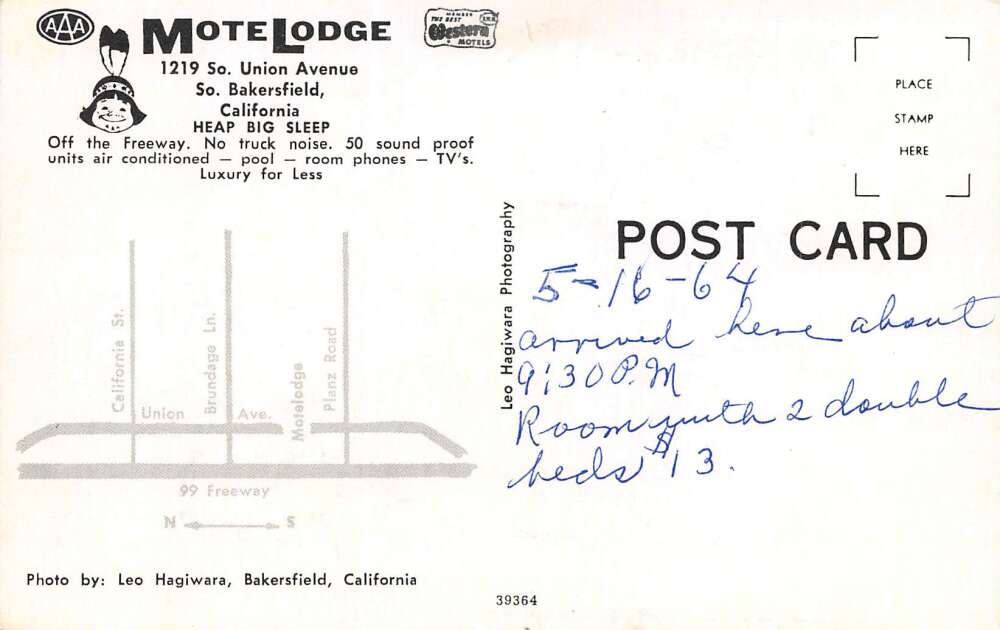 AAA
MOTELODGE
MEMBER
THE BEST
Western
MOTELS
1219 So. Union Avenue
So. Bakersfield,
California
HEAP BIG SLEEP
Off the Freeway. No truck noise. 50 sound proof
units air conditioned — pool — room phones — TV's.
Luxury for Less
PLACE
STAMP
HERE
POST CARD
California St.
Brundage Ln.
Motelodge
Planz Road
Union Ave.
99 Freeway
N S
Photo by: Leo Hagiwara, Bakersfield, California
Leo Hagiwara Photography
5-16-64
arrived here about
9:30 P.M
Room with 2 double
beds $13.
39364